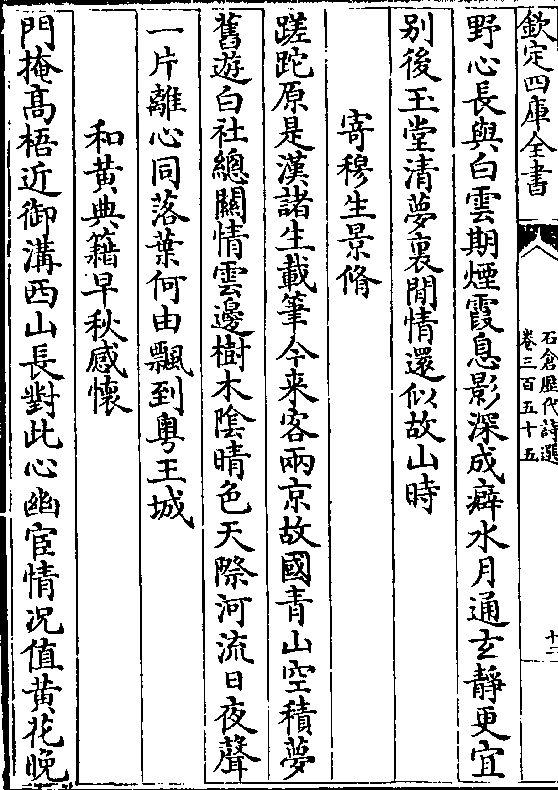 欽定四庫全書
石倉歷代詩選
卷三百五十五
十二
野心長與白雲期煙霞息影深成癖水月通玄靜更宜
别後玉堂清夢裏閒情還似故山時
寄穆生景脩
蹉跎原是漢諸生載筆今来客兩京故國青山空積夢
舊遊白社總關情雲邊樹木陰晴色天際河流日夜聲
一片離心同落葉何由飄到粤王城
和黄典籍早秋感懷
門掩高梧近御溝西山長對此心幽宦情况值黄花晚